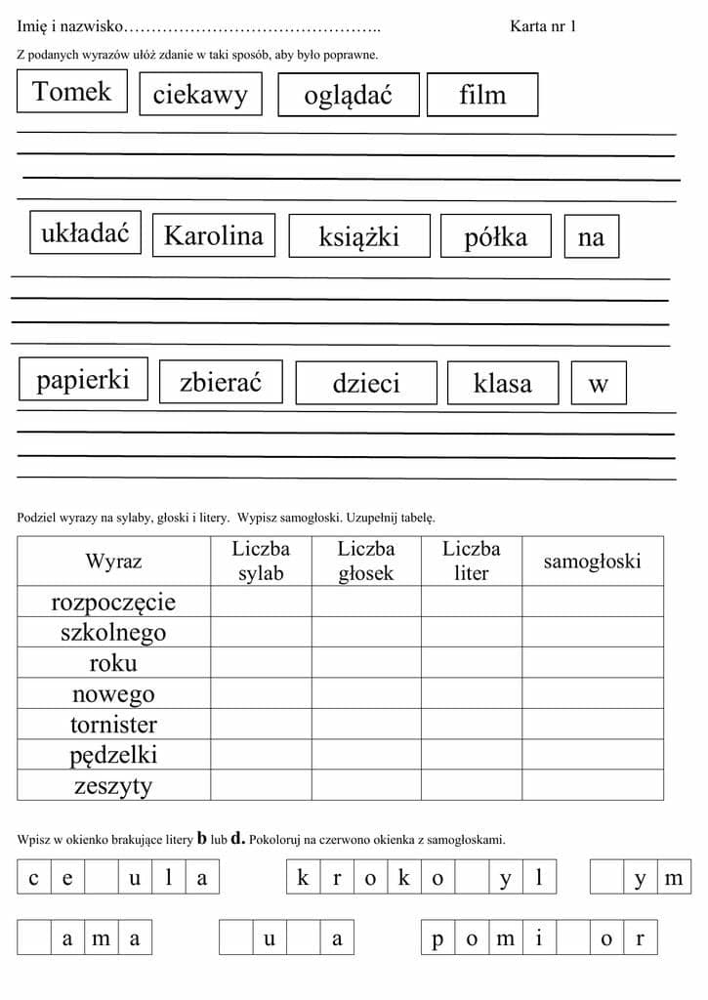 Imię i nazwisko……………………………………….. Karta nr 1
Z podanych wyrazów ułóż zdanie w taki sposób, aby było poprawne.
Tomek ciekawy oglądać film
układać Karolina książki półka na
papierki zbierać dzieci klasa w
Podziel wyrazy na sylaby, głoski i litery. Wypisz samogłoski. Uzupełnij tabelę.
Wyraz Liczba sylab Liczba głosek Liczba liter samogłoski
rozpoczęcie
szkolnego
roku
nowego
tornister
pędzelki
zeszyty
Wpisz w okienko brakujące litery b lub d. Pokoloruj na czerwono okienka z samogłoskami.
c e u l a k r o k o y l y m
a m a u a p o m i o r